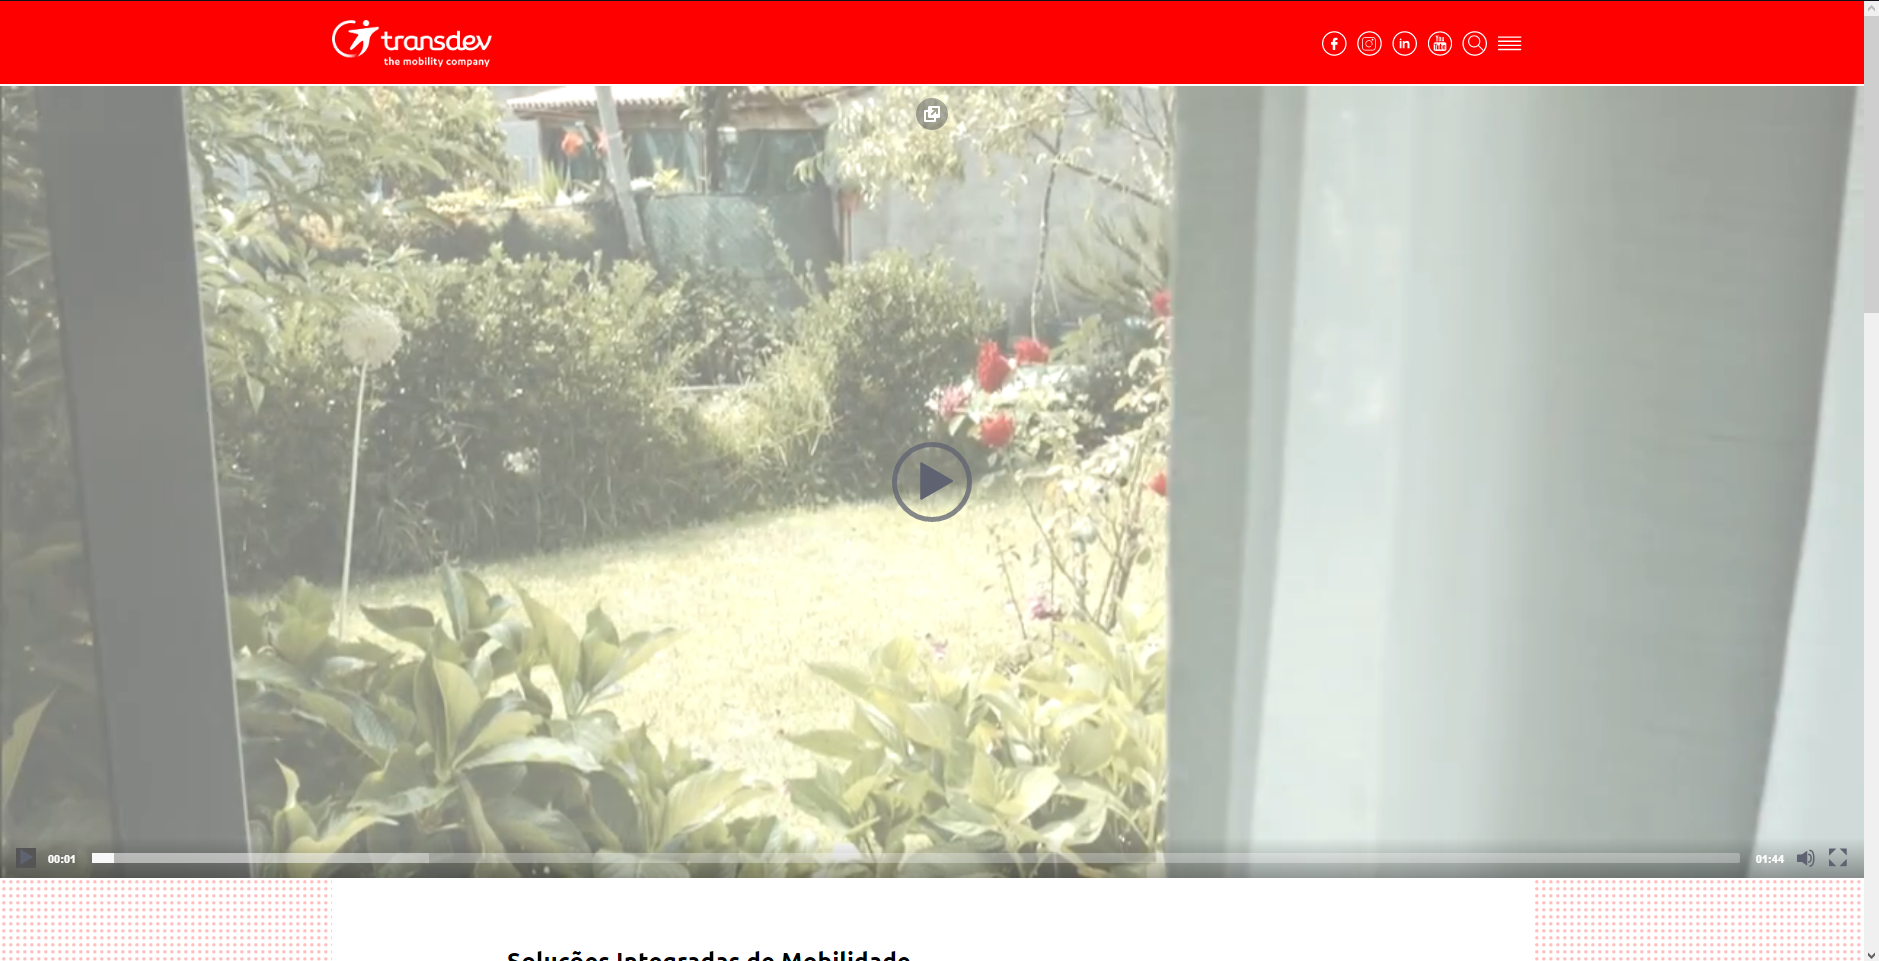 transdev
the mobility company
00:01
01:44
Soluções Integradas de Mobilidade